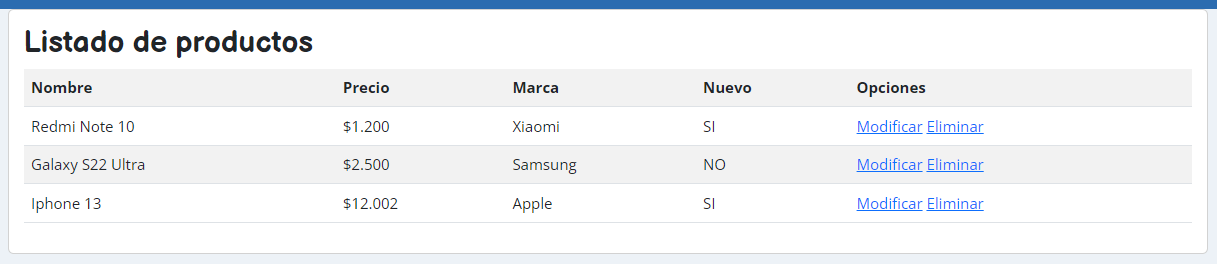 Listado de productos
Nombre Precio Marca Nuevo Opciones
Redmi Note 10 $1.200 Xiaomi SI Modificar Eliminar
Galaxy S22 Ultra $2.500 Samsung NO Modificar Eliminar
Iphone 13 $12.002 Apple SI Modificar Eliminar